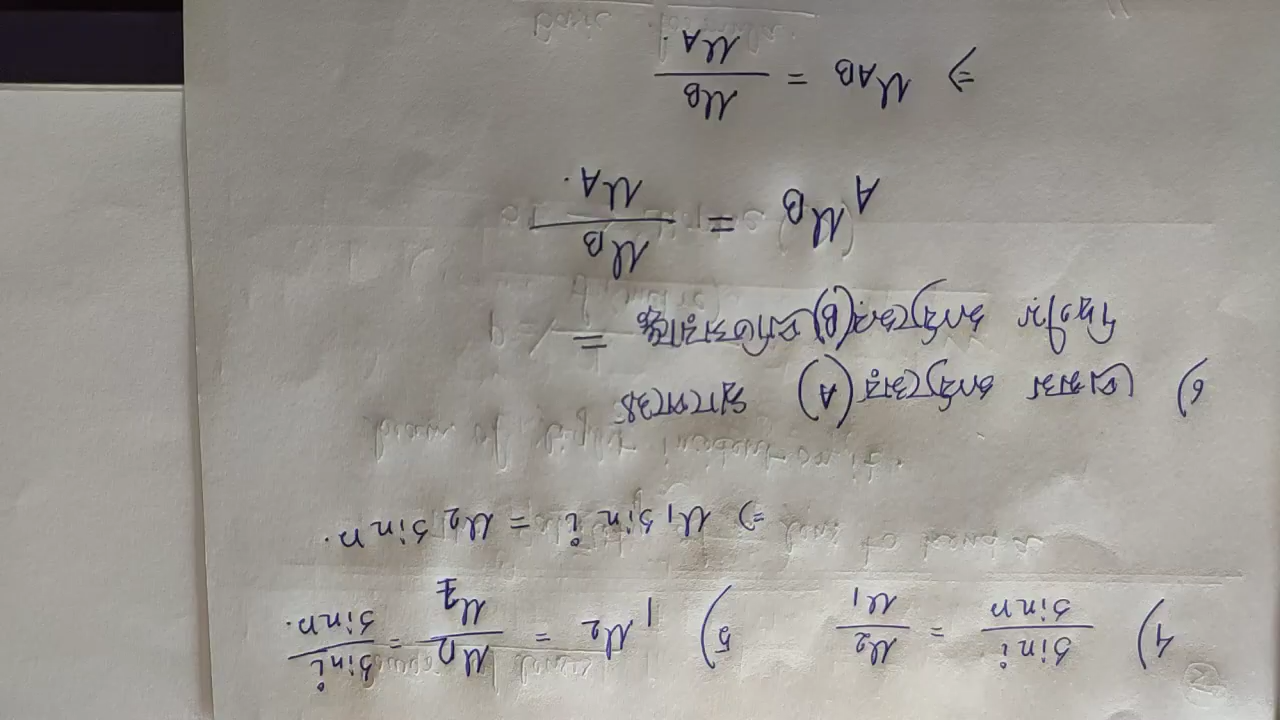 4) sin i / sin r = μ2 / μ1 5) 1μ2 = μ2 / μ1 = sin i / sin r.
⇒ μ1 sin i = μ2 sin r.
6) প্রথম মাধ্যমের (A) সাপেক্ষে
দ্বিতীয় মাধ্যমের (B) প্রতিসরাঙ্ক =
AμB = μB / μA.
⇒ μAB = μB / μA